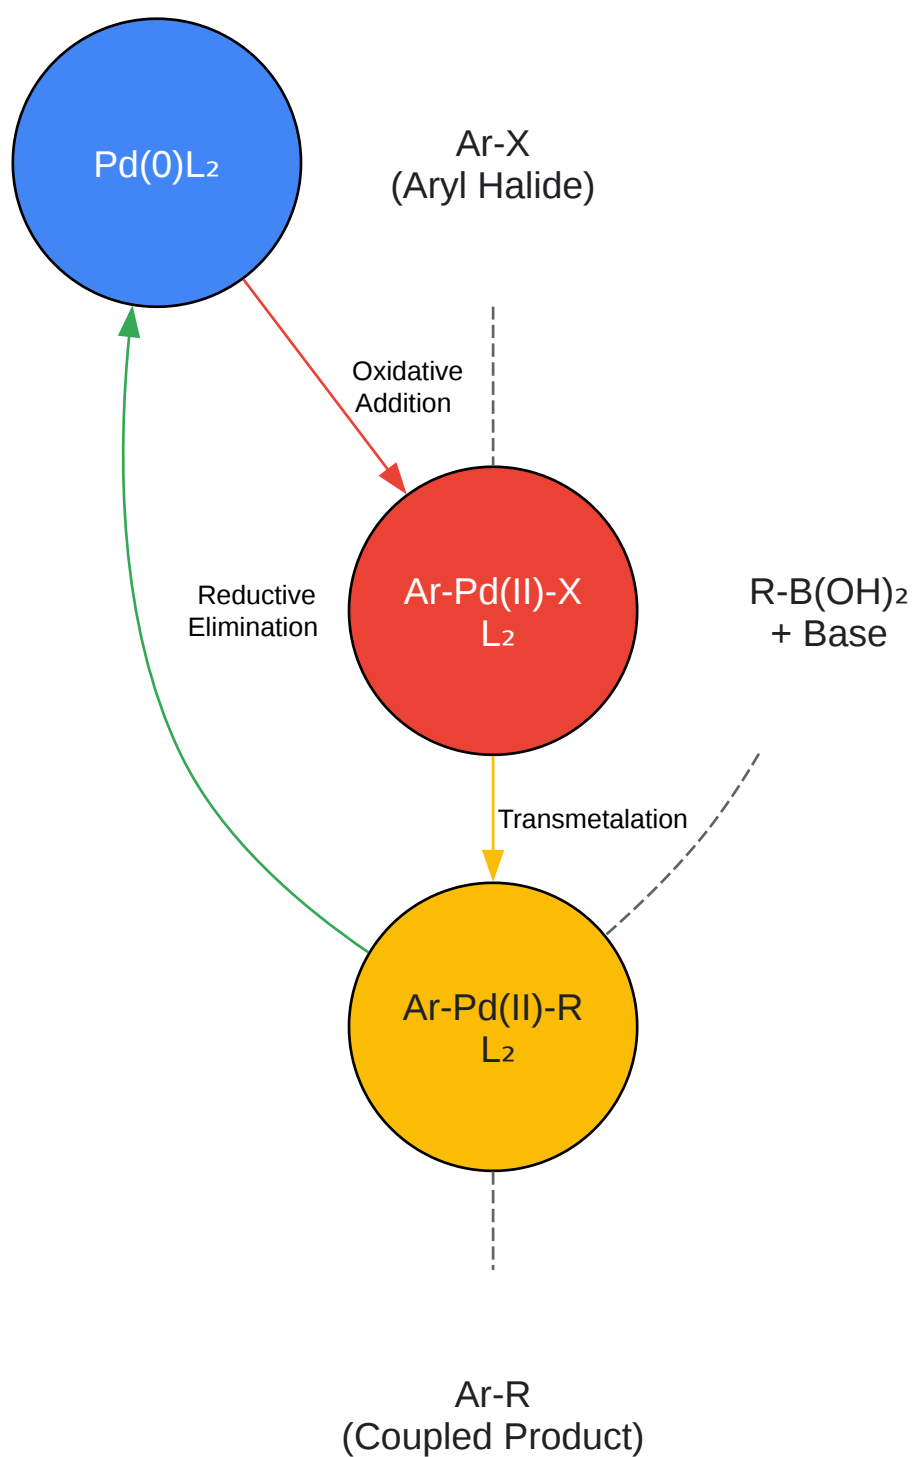 Ar-X
(Aryl Halide)
Pd(0)L₂
Oxidative
Addition
Ar-Pd(II)-X
L₂
R-B(OH)₂
+ Base
Reductive
Elimination
Transmetalation
Ar-Pd(II)-R
L₂
Ar-R
(Coupled Product)